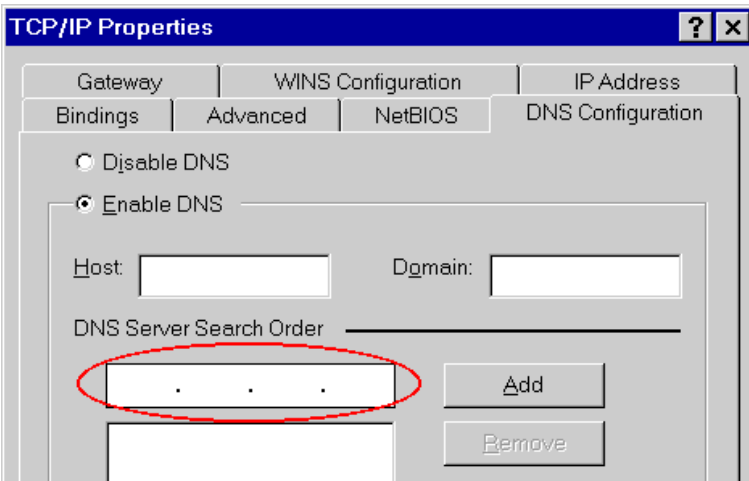 TCP/IP Properties ? ×
Gateway WINS Configuration IP Address
Bindings Advanced NetBIOS DNS Configuration
Disable DNS
Enable DNS
Host: Domain:
DNS Server Search Order
. . . Add
Remove